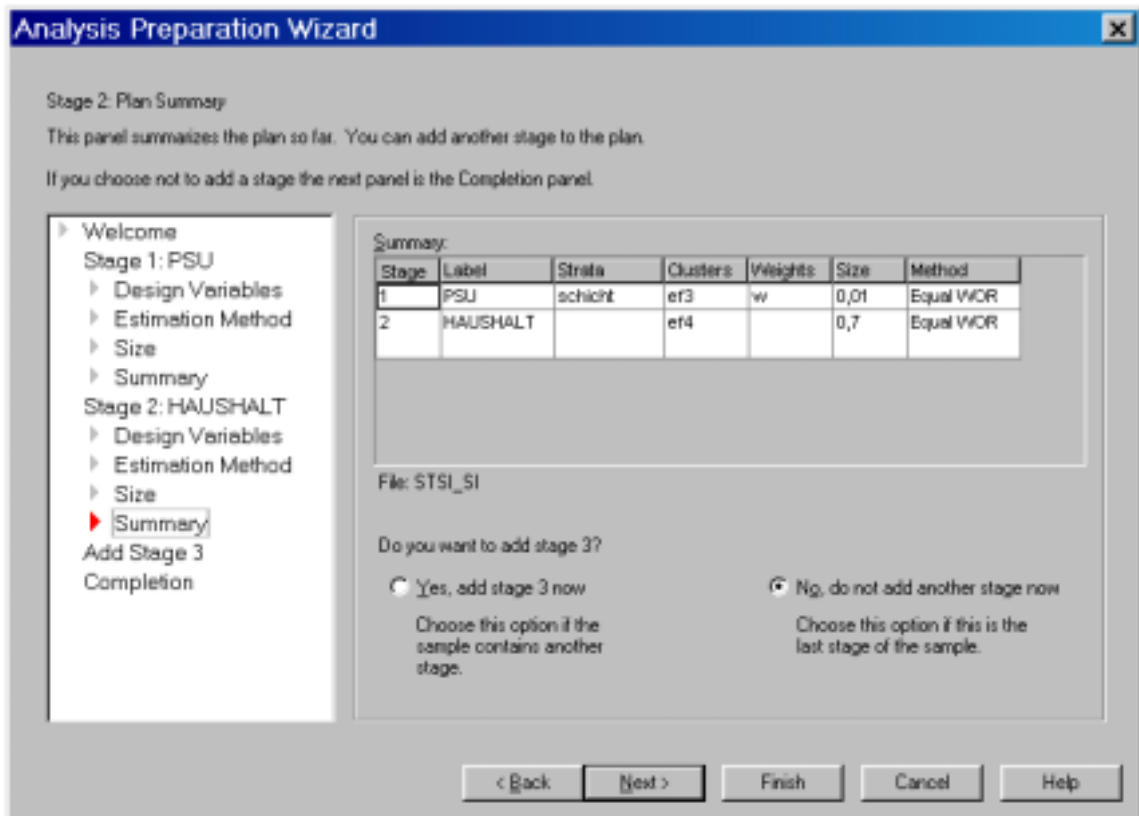 Analysis Preparation Wizard
Stage 2: Plan Summary
This panel summarizes the plan so far. You can add another stage to the plan.
If you choose not to add a stage the next panel is the Completion panel.
Welcome
Stage 1: PSU
Design Variables
Estimation Method
Size
Summary
Stage 2: HAUSHALT
Design Variables
Estimation Method
Size
Summary
Add Stage 3
Completion
Summary:
Stage Label Strata Clusters Weights Size Method
1 PSU schicht ef3 w 0,01 Equal WOR
2 HAUSHALT ef4 0,7 Equal WOR
File: STSI_SI
Do you want to add stage 3?
Yes, add stage 3 now
Choose this option if the
sample contains another
stage.
No, do not add another stage now
Choose this option if this is the
last stage of the sample.
< Back Next > Finish Cancel Help